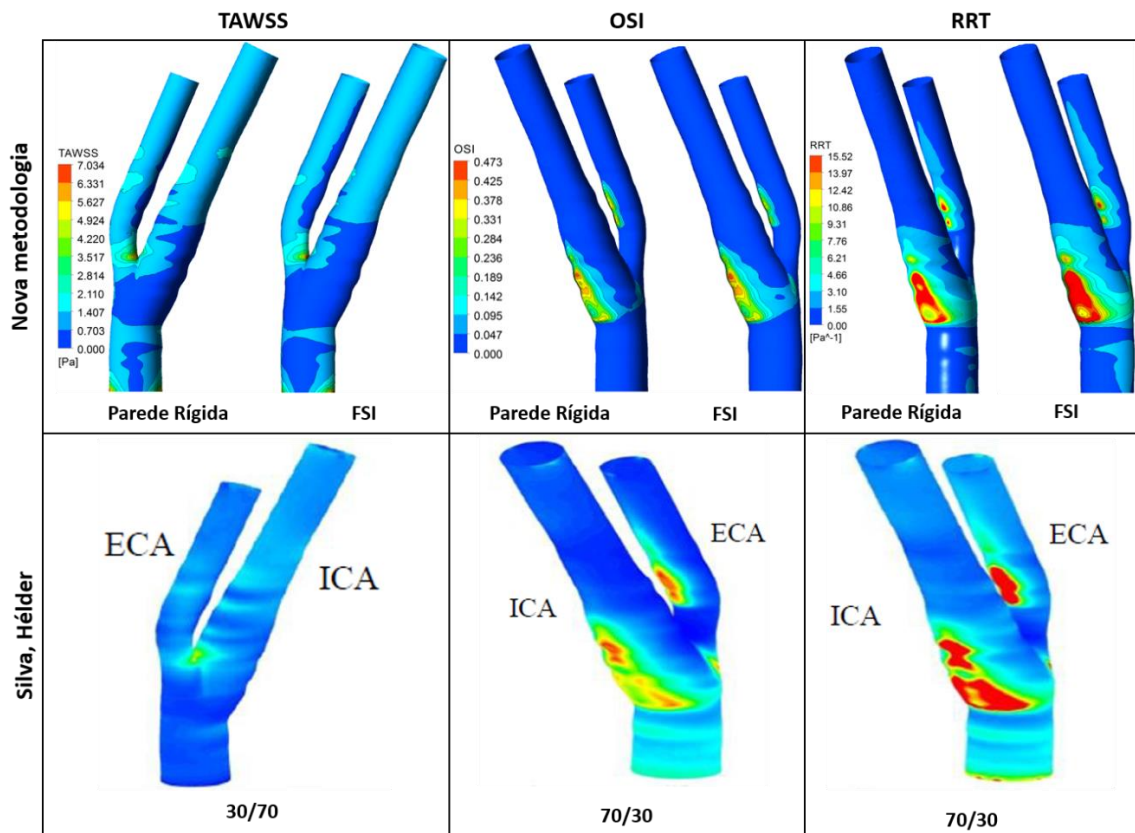 TAWSS
OSI
RRT
Nova metodologia
TAWSS
7.034
6.331
5.627
4.924
4.220
3.517
2.814
2.110
1.407
0.703
0.000
[Pa]
Parede Rígida
FSI
OSI
0.473
0.425
0.378
0.331
0.284
0.236
0.189
0.142
0.095
0.047
0.000
Parede Rígida
FSI
RRT
15.52
13.97
12.42
10.86
9.31
7.76
6.21
4.66
3.10
1.55
0.00
[Pa^-1]
Parede Rígida
FSI
Silva, Hélder
ECA
ICA
30/70
ECA
ICA
70/30
ECA
ICA
70/30